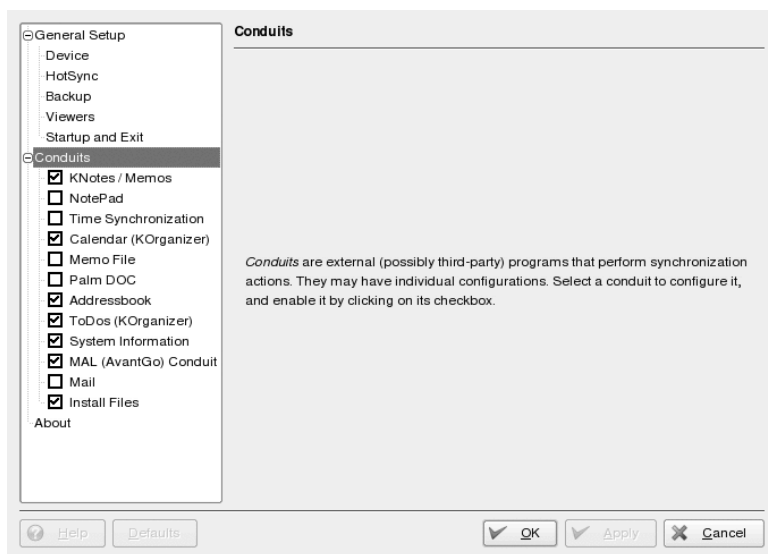 General Setup
Device
HotSync
Backup
Viewers
Startup and Exit
Conduits
KNotes / Memos
NotePad
Time Synchronization
Calendar (KOrganizer)
Memo File
Palm DOC
Addressbook
ToDos (KOrganizer)
System Information
MAL (AvantGo) Conduit
Mail
Install Files
About
Conduits
Conduits are external (possibly third-party) programs that perform synchronization
actions. They may have individual configurations. Select a conduit to configure it,
and enable it by clicking on its checkbox.
Help Defaults OK Apply Cancel